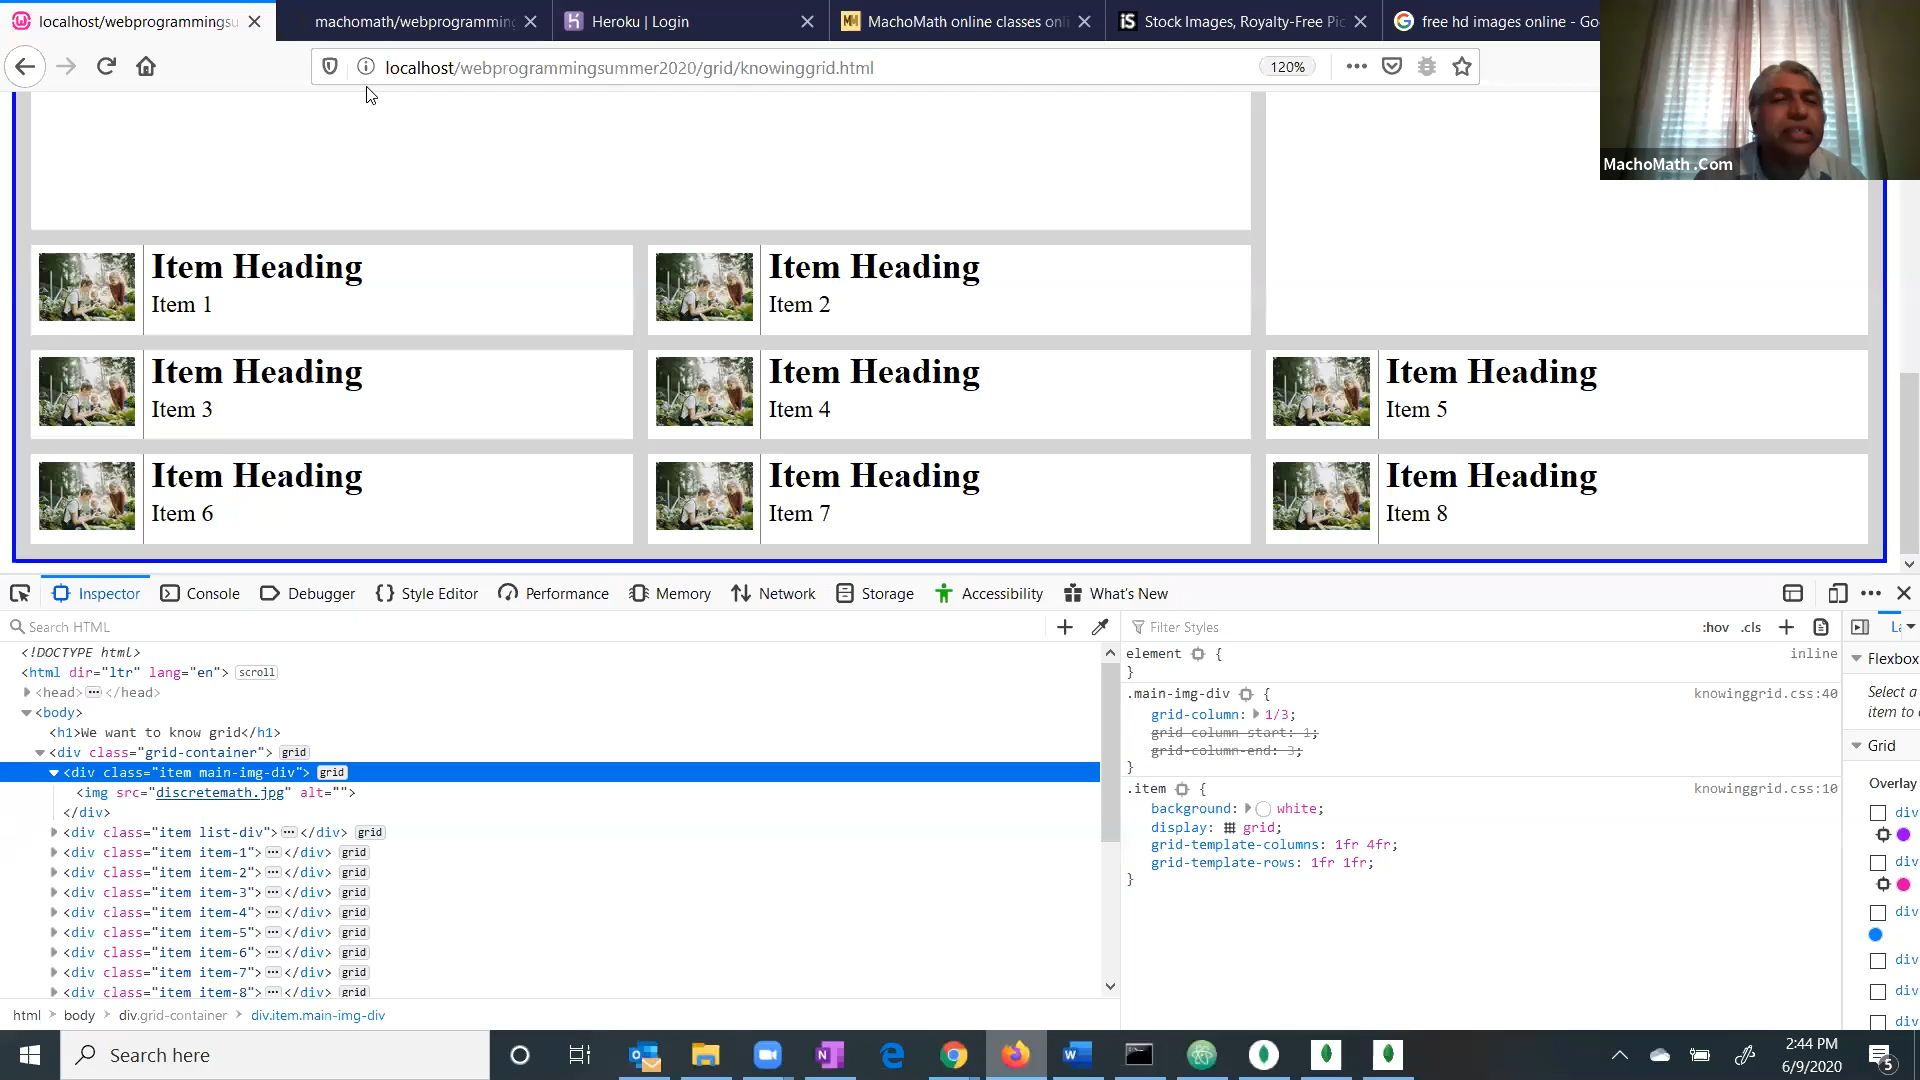 localhost/webprogrammingsu
machomath/webprogramming
Heroku | Login
MachoMath online classes onli
Stock Images, Royalty-Free Pic
free hd images online - Goo
localhost/webprogrammingsummer2020/grid/knowinggrid.html
120%
MachoMath.Com
Item Heading
Item 1
Item Heading
Item 2
Item Heading
Item 3
Item Heading
Item 4
Item Heading
Item 5
Item Heading
Item 6
Item Heading
Item 7
Item Heading
Item 8
Inspector
Console
Debugger
Style Editor
Performance
Memory
Network
Storage
Accessibility
What's New
Search HTML
<!DOCTYPE html>
<html dir="ltr" lang="en"> scroll
<head> ••• </head>
<body>
<h1>We want to know grid</h1>
<div class="grid-container"> grid
<div class="item main-img-div"> grid
<img src="discretemath.jpg" alt="">
</div>
<div class="item list-div"> ••• </div> grid
<div class="item item-1"> ••• </div> grid
<div class="item item-2"> ••• </div> grid
<div class="item item-3"> ••• </div> grid
<div class="item item-4"> ••• </div> grid
<div class="item item-5"> ••• </div> grid
<div class="item item-6"> ••• </div> grid
<div class="item item-7"> ••• </div> grid
<div class="item item-8"> ••• </div> grid
html > body > div.grid-container > div.item.main-img-div
Filter Styles
:hov .cls
element { inline
}
.main-img-div { knowinggrid.css:40
grid-column: 1/3;
grid-column-start: 1;
grid-column-end: 3;
}
.item { knowinggrid.css:10
background: white;
display: grid;
grid-template-columns: 1fr 4fr;
grid-template-rows: 1fr 1fr;
}
Flexbox
Select a
item to
Grid
Overlay
div
div
div
div
div
div
Search here
2:44 PM
6/9/2020
5